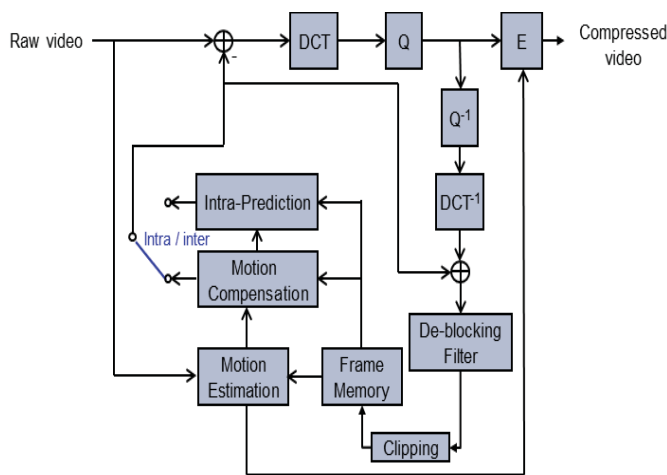 Raw video
-
DCT
Q
E
Compressed
video
Q-1
DCT-1
Intra-Prediction
Intra / inter
Motion
Compensation
De-blocking
Filter
Motion
Estimation
Frame
Memory
Clipping